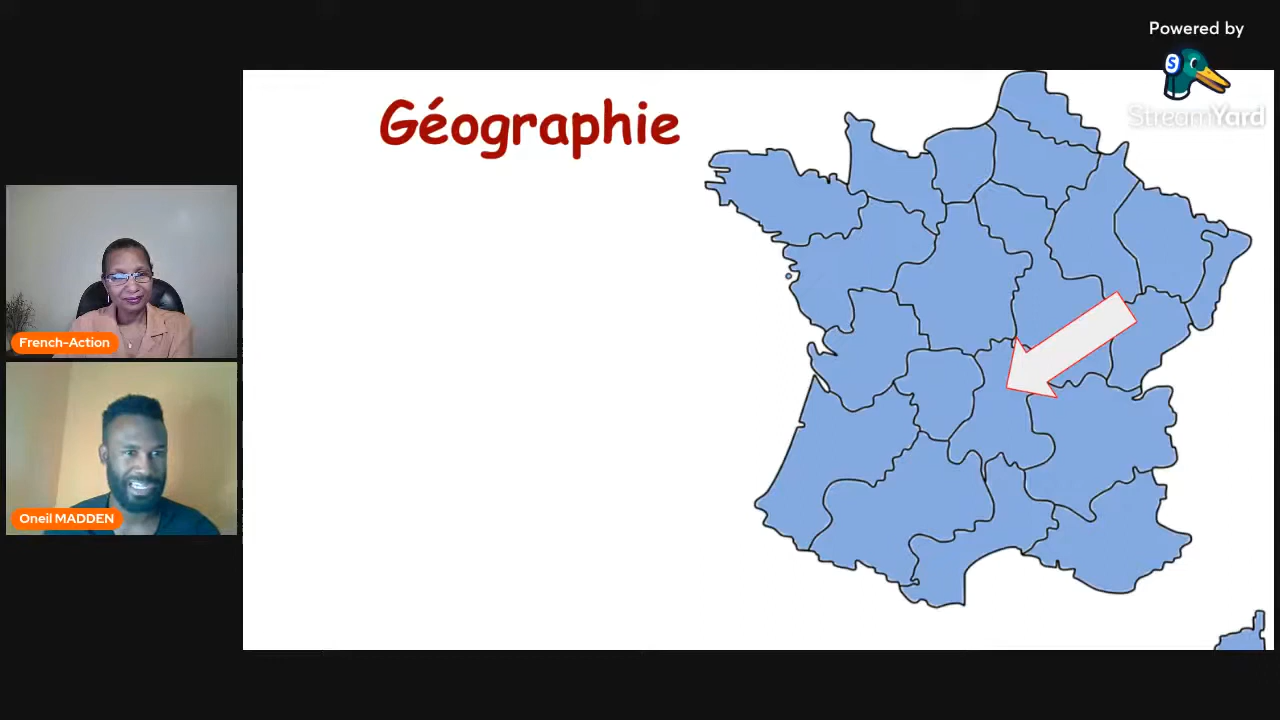 Powered by
S
StreamYard
Géographie
French-Action
Oneil MADDEN